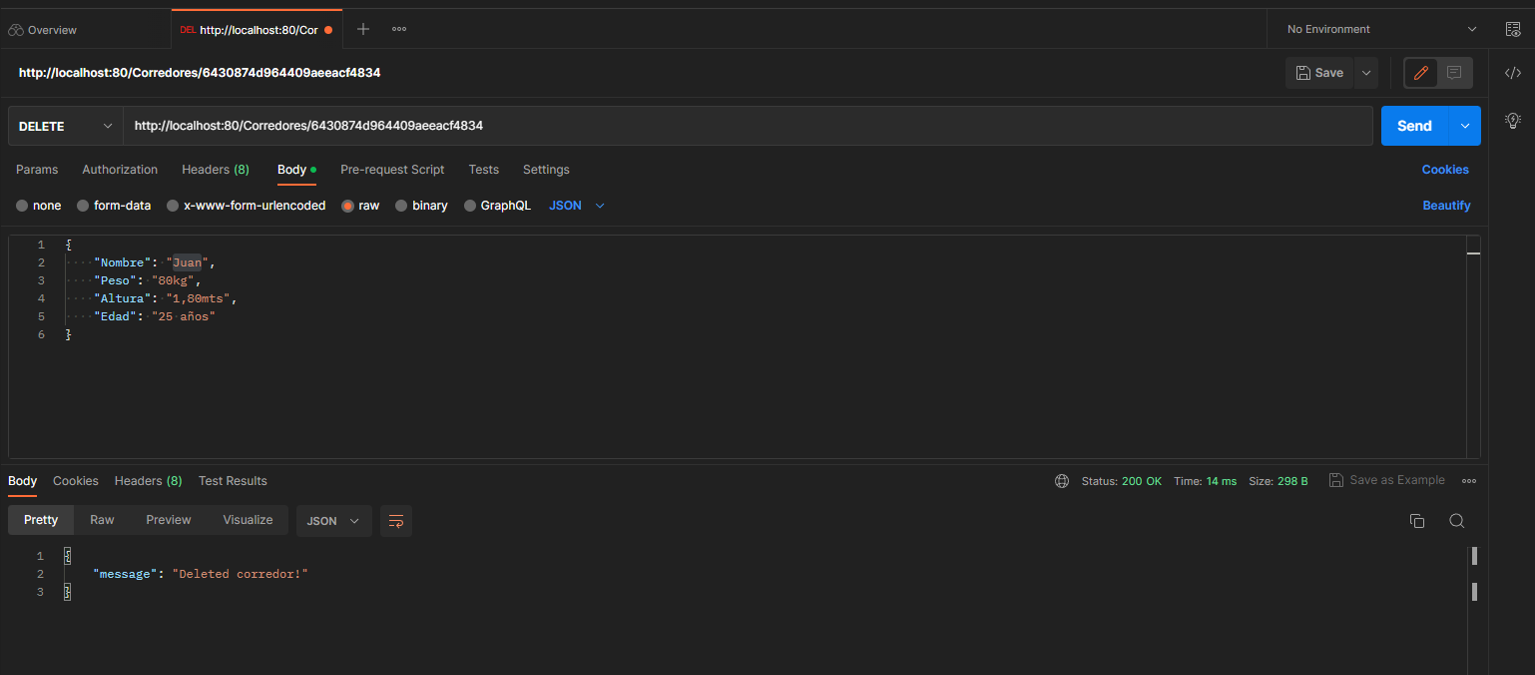 Overview
DEL http://localhost:80/Cor
No Environment
http://localhost:80/Corredores/6430874d964409aeeacf4834
Save
DELETE
http://localhost:80/Corredores/6430874d964409aeeacf4834
Send
Params Authorization Headers (8) Body Pre-request Script Tests Settings Cookies
none form-data x-www-form-urlencoded raw binary GraphQL JSON Beautify
1 {
2 "Nombre": "Juan",
3 "Peso": "80kg",
4 "Altura": "1,80mts",
5 "Edad": "25 años"
6 }
Body Cookies Headers (8) Test Results Status: 200 OK Time: 14 ms Size: 298 B Save as Example
Pretty Raw Preview Visualize JSON
1 {
2 "message": "Deleted corredor!"
3 }